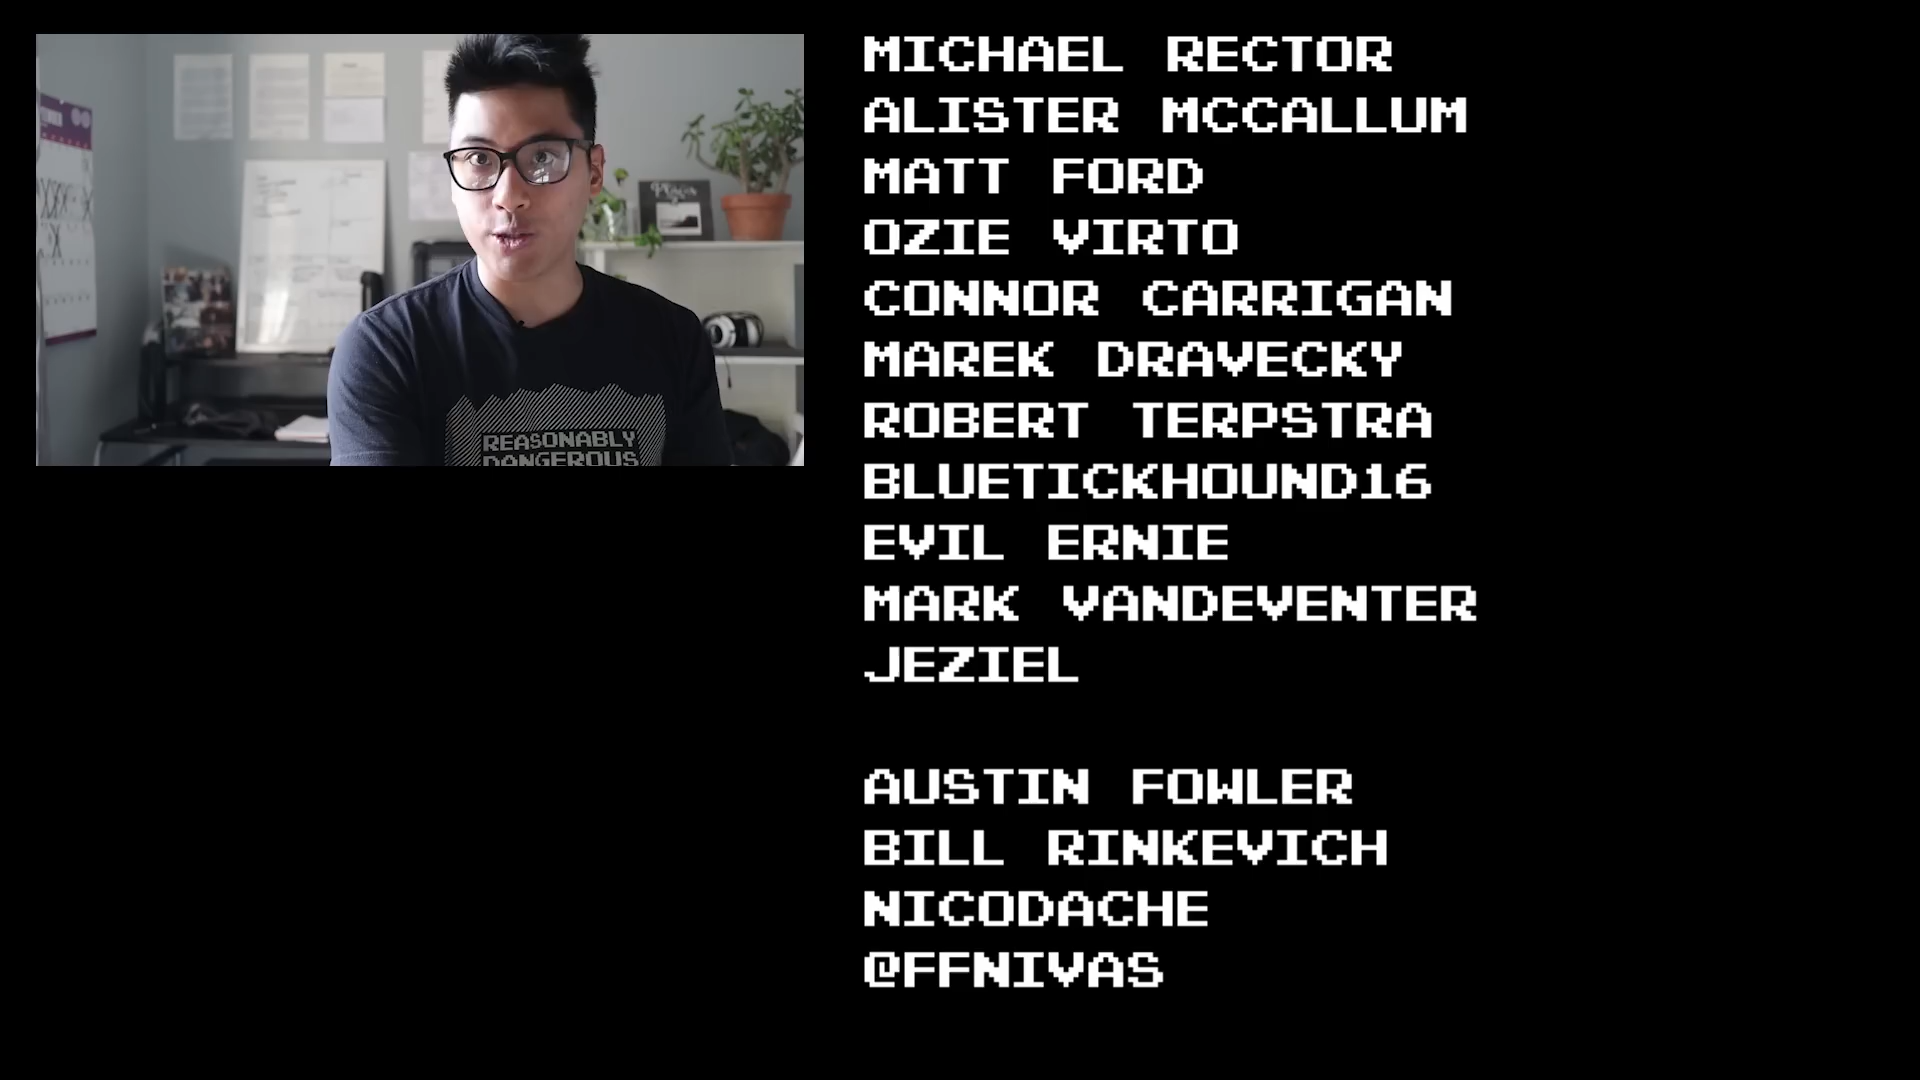 REASONABLY
DANGEROUS
MICHAEL RECTOR
ALISTER MCCALLUM
MATT FORD
OZIE VIRTO
CONNOR CARRIGAN
MAREK DRAVECKY
ROBERT TERPSTRA
BLUETICKHOUND16
EVIL ERNIE
MARK VANDEVENTER
JEZIEL
AUSTIN FOWLER
BILL RINKEVICH
NICODACHE
@FFNIVAS